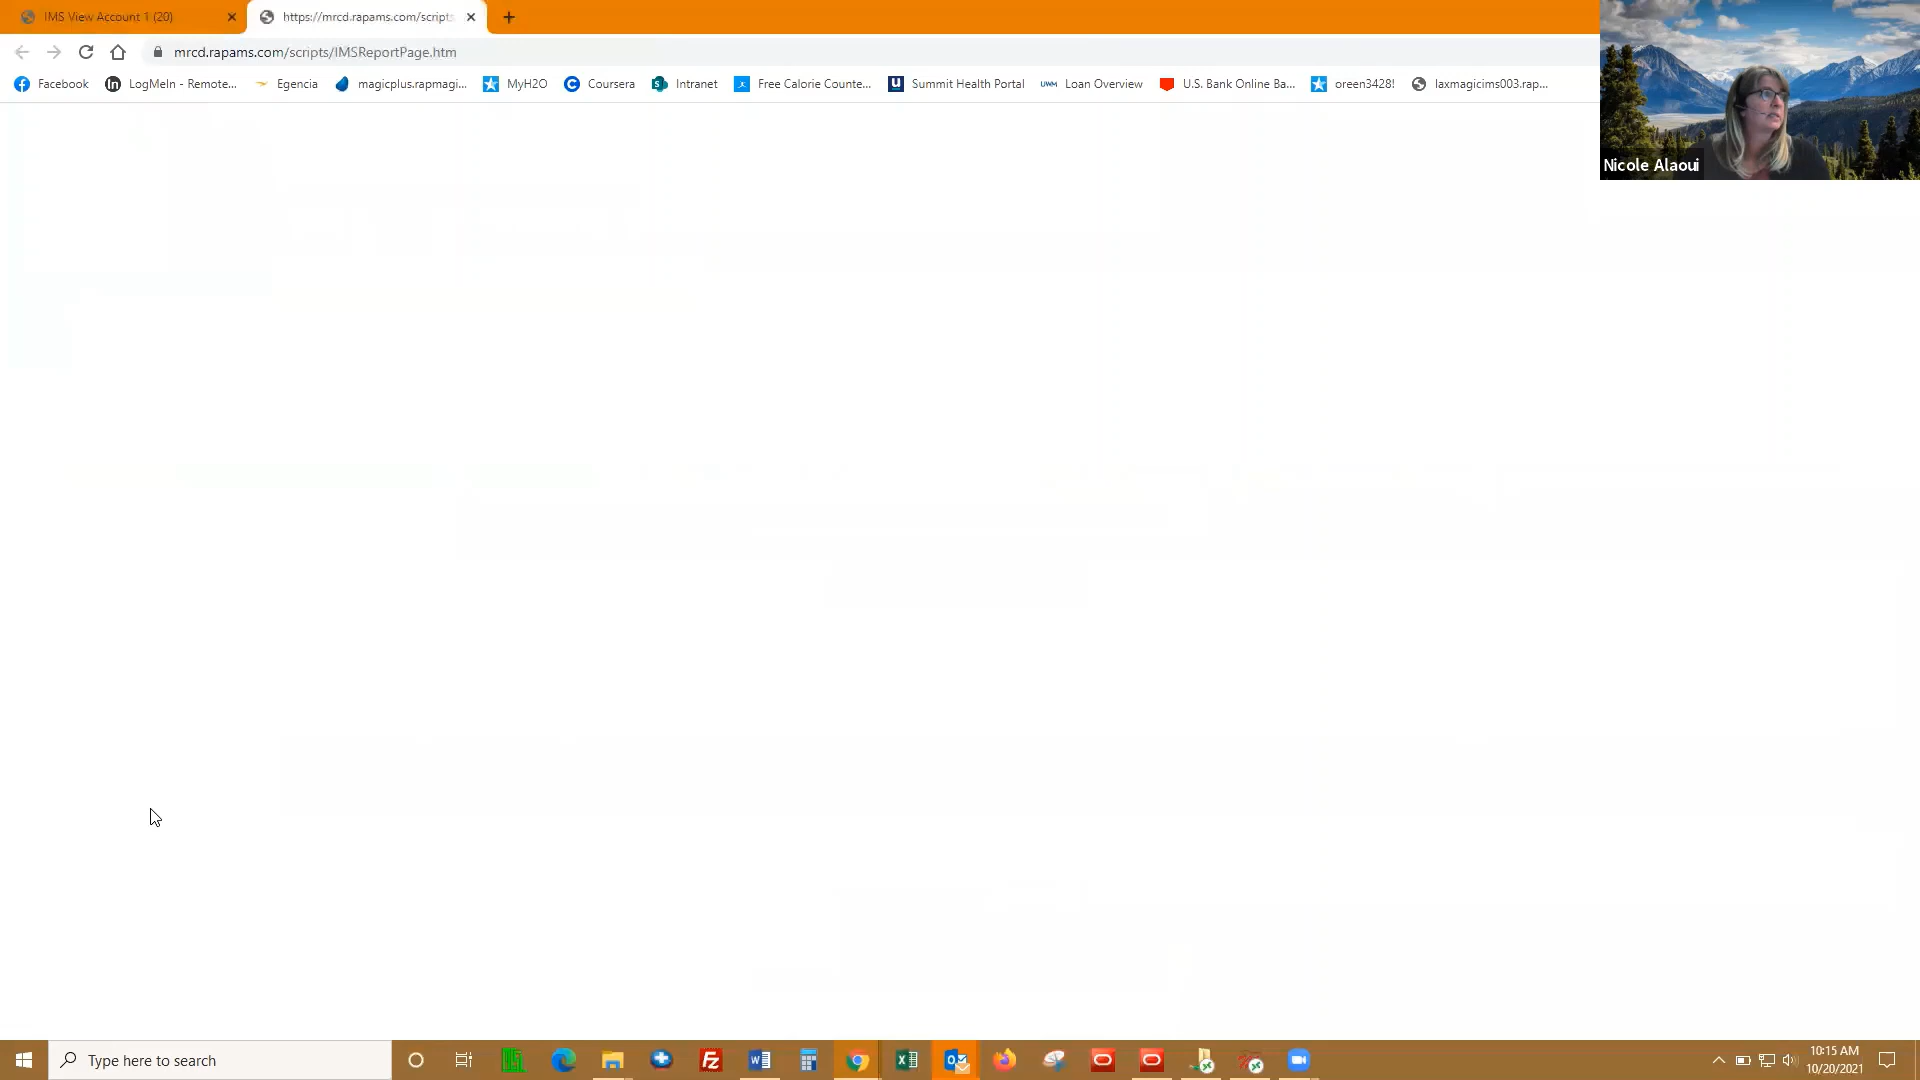 IMS View Account 1 (20)
https://mrcd.rapams.com/scripts
mrcd.rapams.com/scripts/IMSReportPage.htm
Facebook
LogMeIn - Remote...
Egencia
magicplus.rapmagi...
MyH2O
Coursera
Intranet
Free Calorie Counte...
Summit Health Portal
UWM Loan Overview
U.S. Bank Online Ba...
oreen3428!
laxmagicims003.rap...
Nicole Alaoui
Type here to search
10:15 AM
10/20/2021